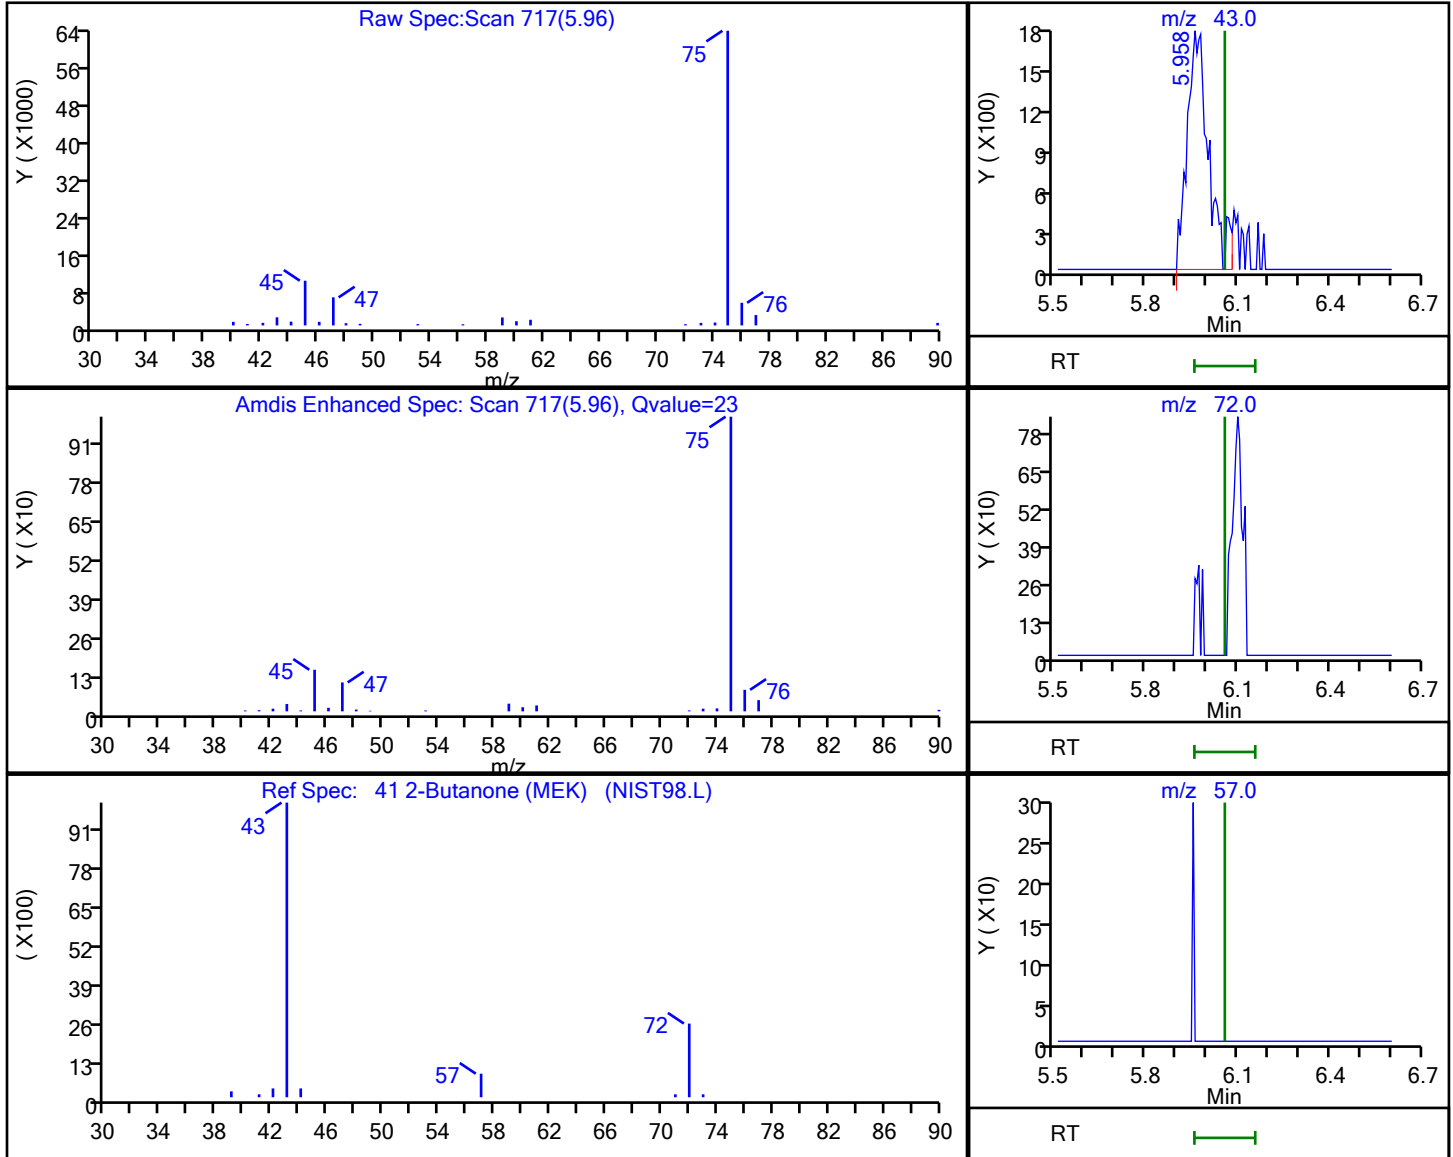 Raw Spec:Scan 717(5.96)
Y ( X1000)
64
56
48
40
32
24
16
8
0
75
45
47
76
30 34 38 42 46 50 54 58 62 66 70 74 78 82 86 90
m/z
m/z 43.0
Y ( X100)
18
15
12
9
6
3
0
5.958
5.5 5.8 6.1 6.4 6.7
Min
RT
Amdis Enhanced Spec: Scan 717(5.96), Qvalue=23
Y ( X10)
91
78
65
52
39
26
13
0
75
45
47
76
30 34 38 42 46 50 54 58 62 66 70 74 78 82 86 90
m/z
m/z 72.0
Y ( X10)
78
65
52
39
26
13
0
5.5 5.8 6.1 6.4 6.7
Min
RT
Ref Spec: 41 2-Butanone (MEK) (NIST98.L)
( X100)
91
78
65
52
39
26
13
0
43
57
72
30 34 38 42 46 50 54 58 62 66 70 74 78 82 86 90
m/z 57.0
Y ( X10)
30
25
20
15
10
5
0
5.5 5.8 6.1 6.4 6.7
Min
RT